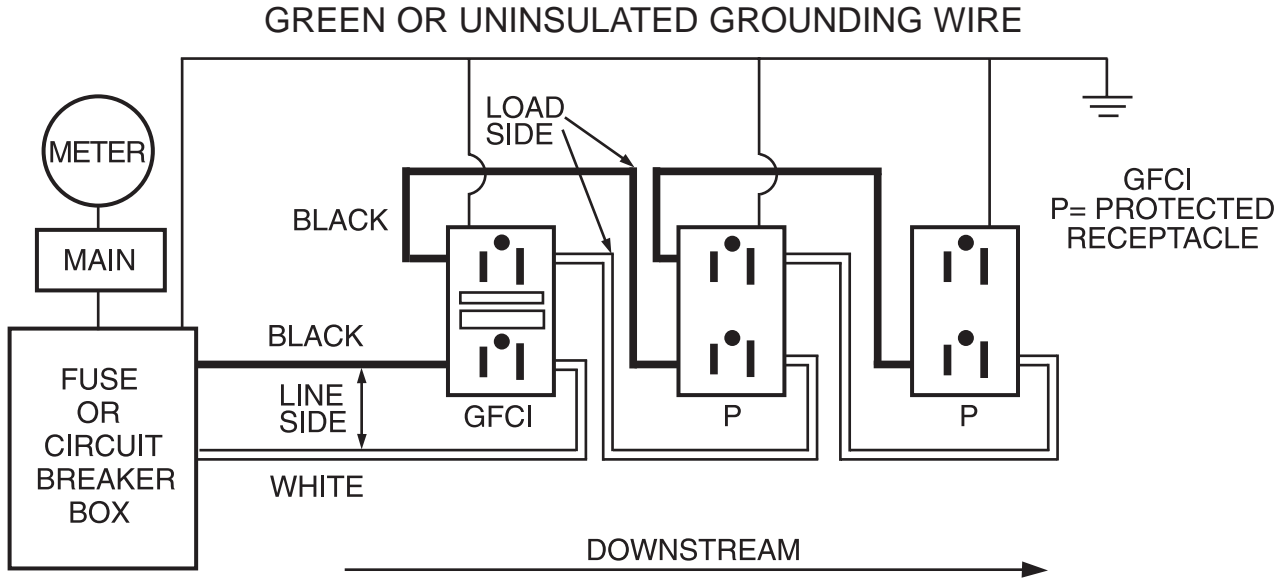 GREEN OR UNINSULATED GROUNDING WIRE
LOAD
SIDE
METER
GFCI
P= PROTECTED
RECEPTACLE
BLACK
MAIN
BLACK
FUSE
OR
CIRCUIT
BREAKER
BOX
LINE
SIDE
GFCI
P
P
WHITE
DOWNSTREAM